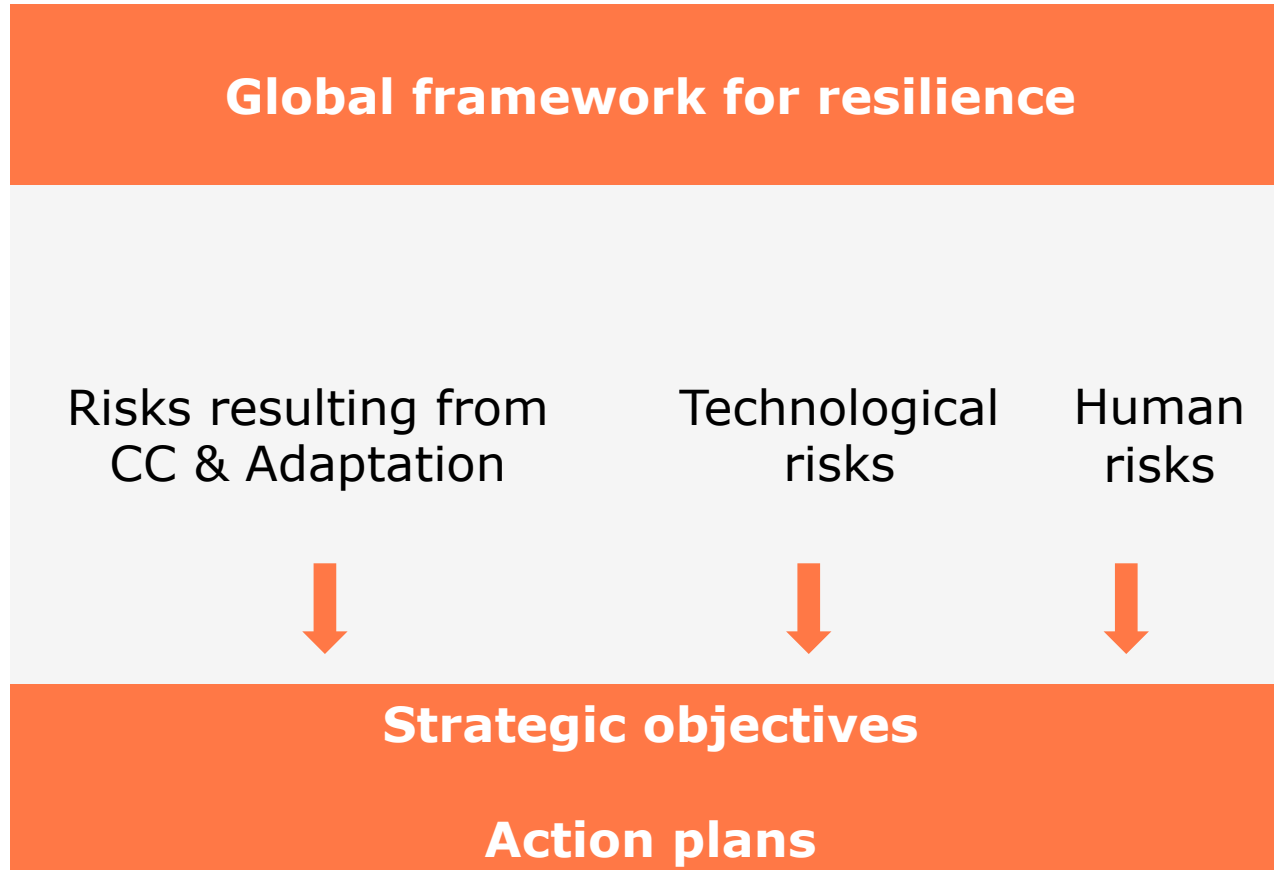 Global framework for resilience
Risks resulting from
CC & Adaptation
Technological
risks
Human
risks
Strategic objectives
Action plans